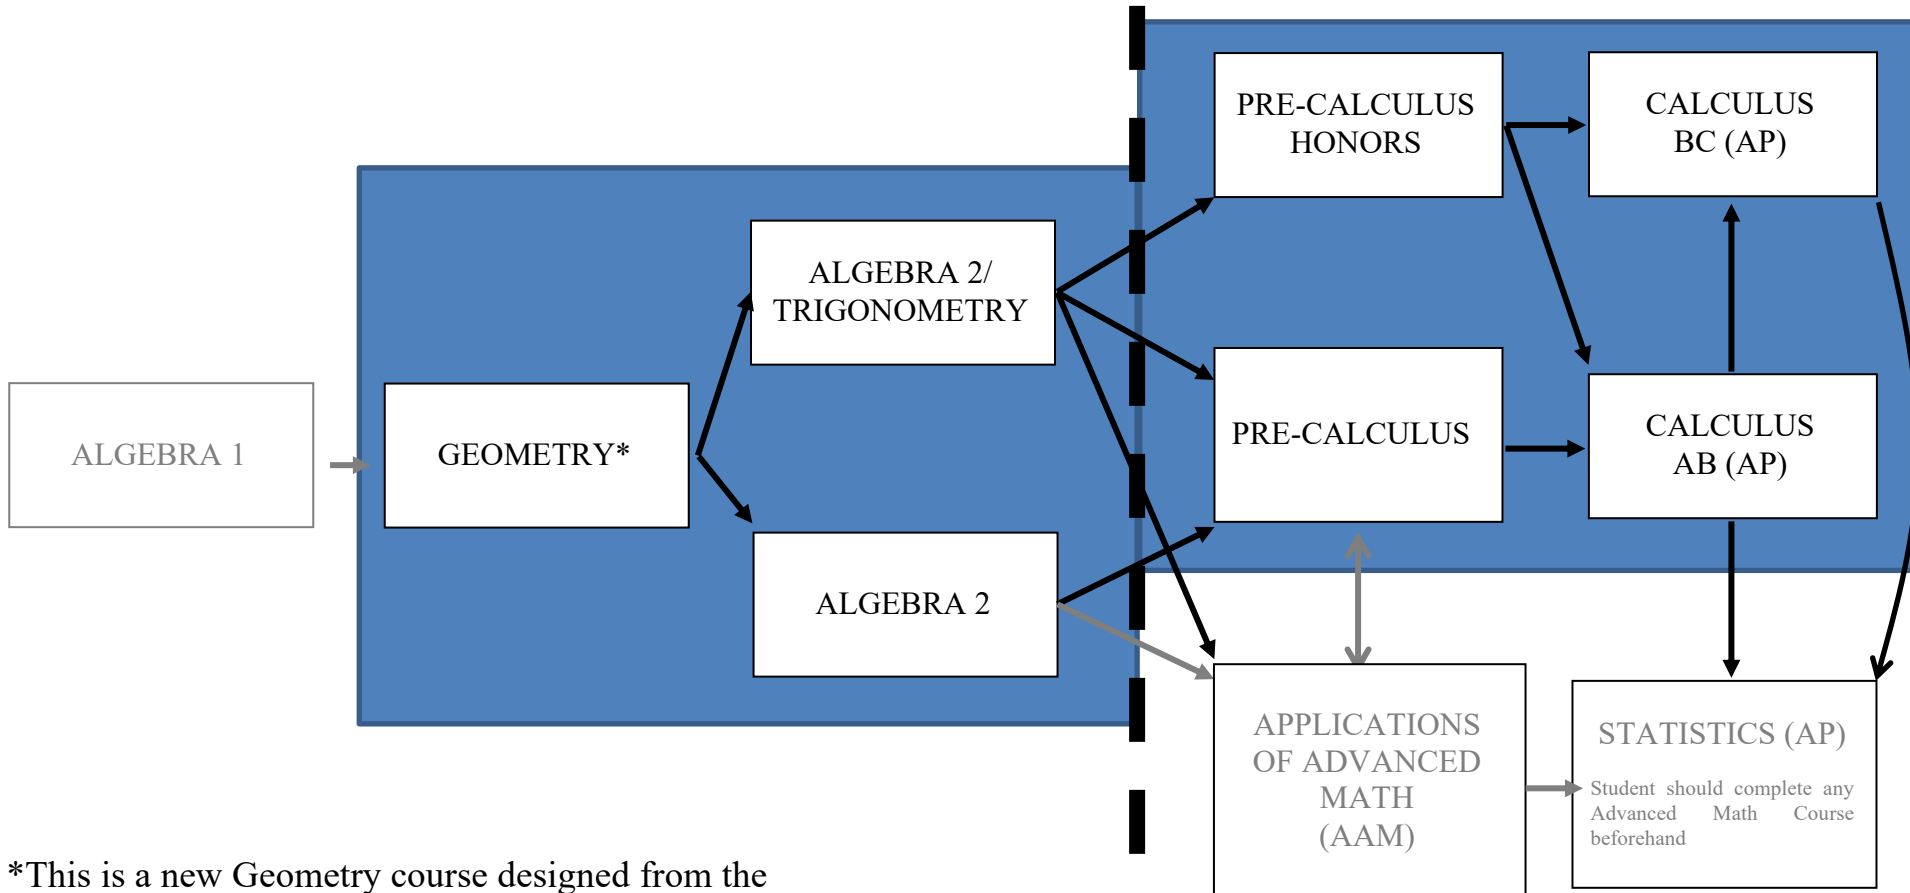 PRE-CALCULUS
HONORS
CALCULUS
BC (AP)
ALGEBRA 2/
TRIGONOMETRY
ALGEBRA 1
GEOMETRY*
PRE-CALCULUS
CALCULUS
AB (AP)
ALGEBRA 2
APPLICATIONS
OF ADVANCED
MATH
(AAM)
STATISTICS (AP)
Student should complete any
Advanced Math Course
beforehand
*This is a new Geometry course designed from the